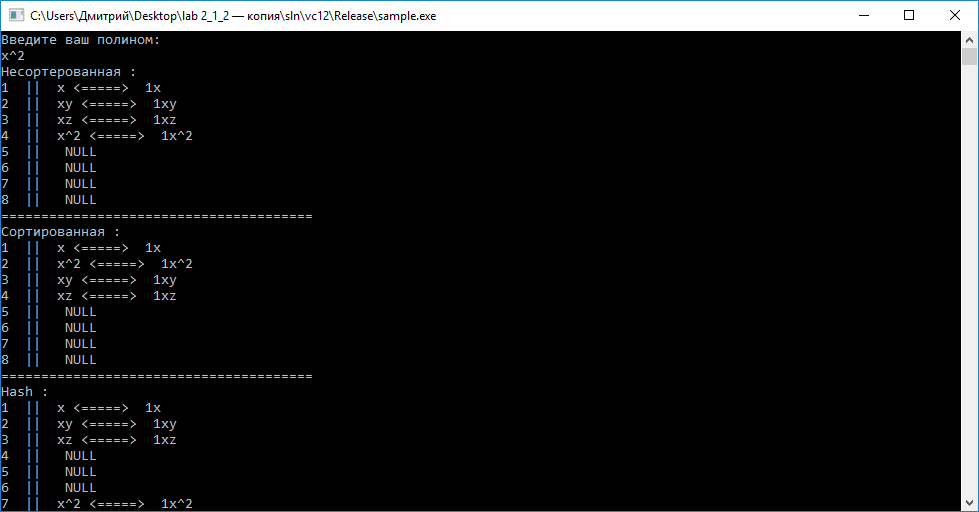 C:\Users\Дмитрий\Desktop\lab 2_1_2 — копия\sln\vc12\Release\sample.exe
Введите ваш полином:
x^2
Несортерованная :
1  ||  x <=====>  1x
2  ||  xy <=====>  1xy
3  ||  xz <=====>  1xz
4  ||  x^2 <=====>  1x^2
5  ||   NULL
6  ||   NULL
7  ||   NULL
8  ||   NULL
=======================================
Сортированная :
1  ||  x <=====>  1x
2  ||  x^2 <=====>  1x^2
3  ||  xy <=====>  1xy
4  ||  xz <=====>  1xz
5  ||   NULL
6  ||   NULL
7  ||   NULL
8  ||   NULL
=======================================
Hash :
1  ||  x <=====>  1x
2  ||  xy <=====>  1xy
3  ||  xz <=====>  1xz
4  ||   NULL
5  ||   NULL
6  ||   NULL
7  ||  x^2 <=====>  1x^2